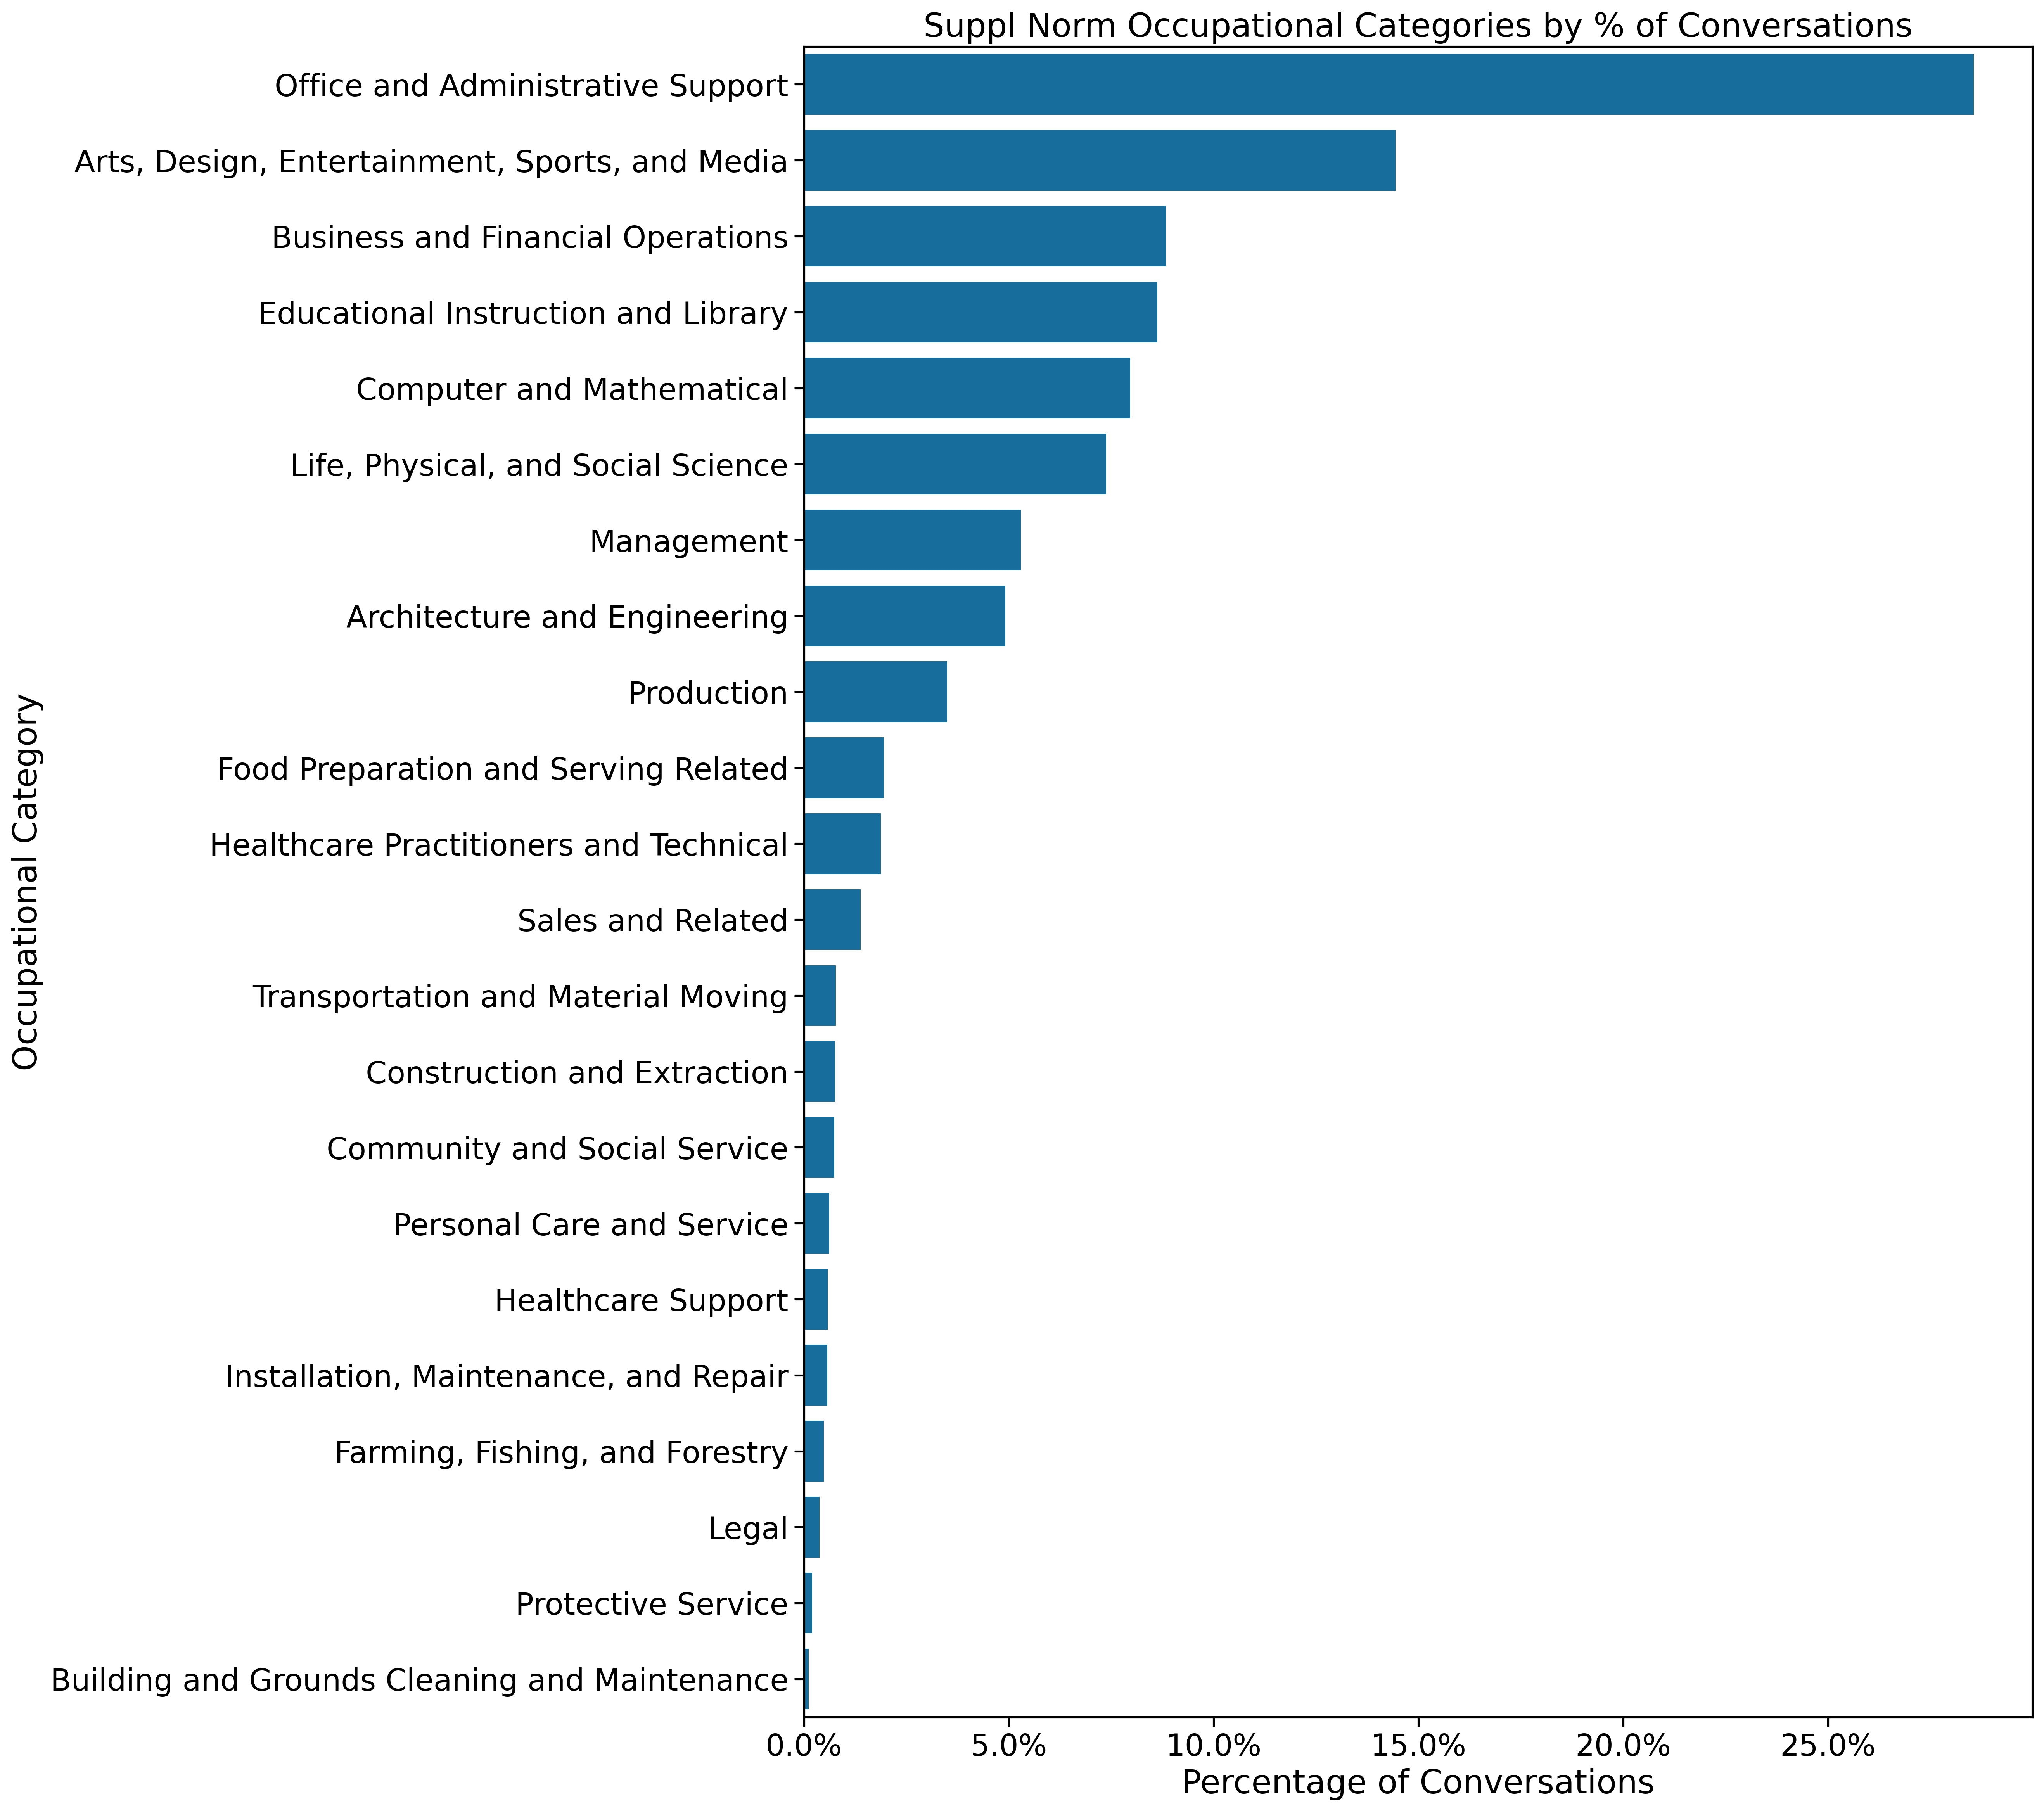 Suppl Norm Occupational Categories by % of Conversations
Office and Administrative Support
Arts, Design, Entertainment, Sports, and Media
Business and Financial Operations
Educational Instruction and Library
Computer and Mathematical
Life, Physical, and Social Science
Management
Architecture and Engineering
Production
Food Preparation and Serving Related
Healthcare Practitioners and Technical
Sales and Related
Transportation and Material Moving
Construction and Extraction
Community and Social Service
Personal Care and Service
Healthcare Support
Installation, Maintenance, and Repair
Farming, Fishing, and Forestry
Legal
Protective Service
Building and Grounds Cleaning and Maintenance
Occupational Category
0.0% 5.0% 10.0% 15.0% 20.0% 25.0%
Percentage of Conversations